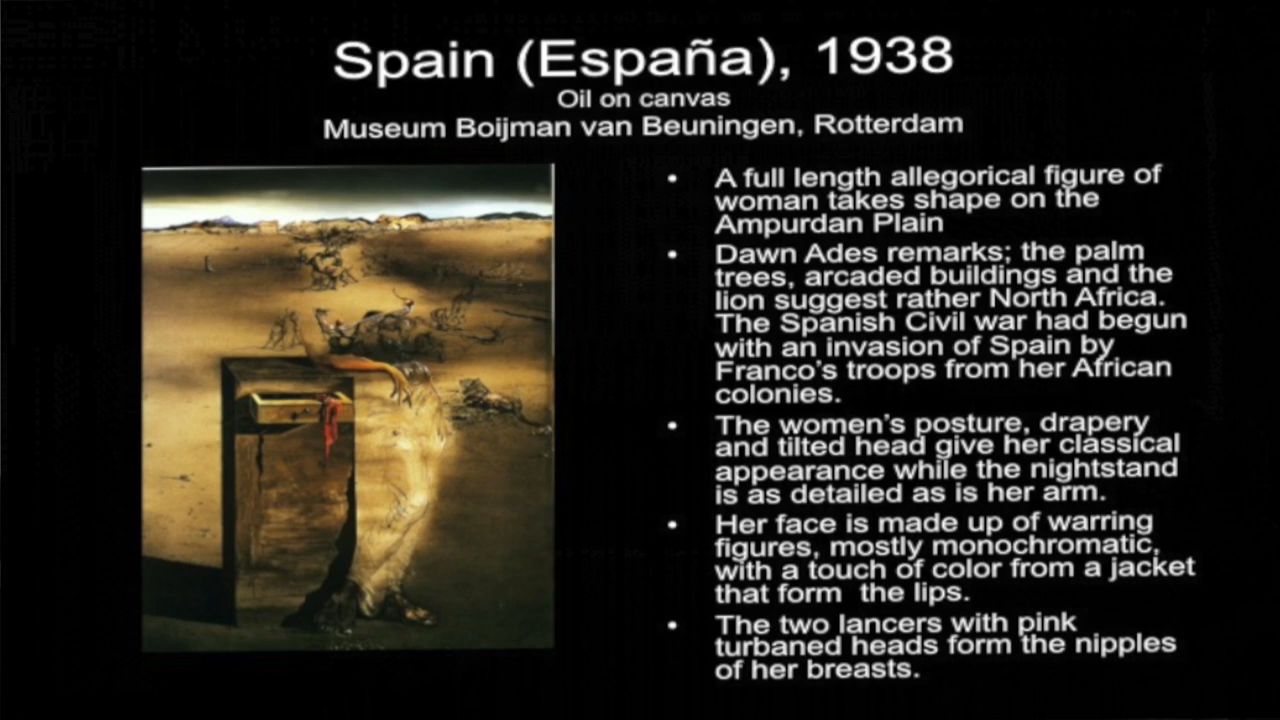 Spain (España), 1938
Oil on canvas
Museum Boijman van Beuningen, Rotterdam
• A full length allegorical figure of
woman takes shape on the
Ampurdan Plain
• Dawn Ades remarks; the palm
trees, arcaded buildings and the
lion suggest rather North Africa.
The Spanish Civil war had begun
with an invasion of Spain by
Franco's troops from her African
colonies.
• The women's posture, drapery
and tilted head give her classical
appearance while the nightstand
is as detailed as is her arm.
• Her face is made up of warring
figures, mostly monochromatic,
with a touch of color from a jacket
that form  the lips.
• The two lancers with pink
turbaned heads form the nipples
of her breasts.